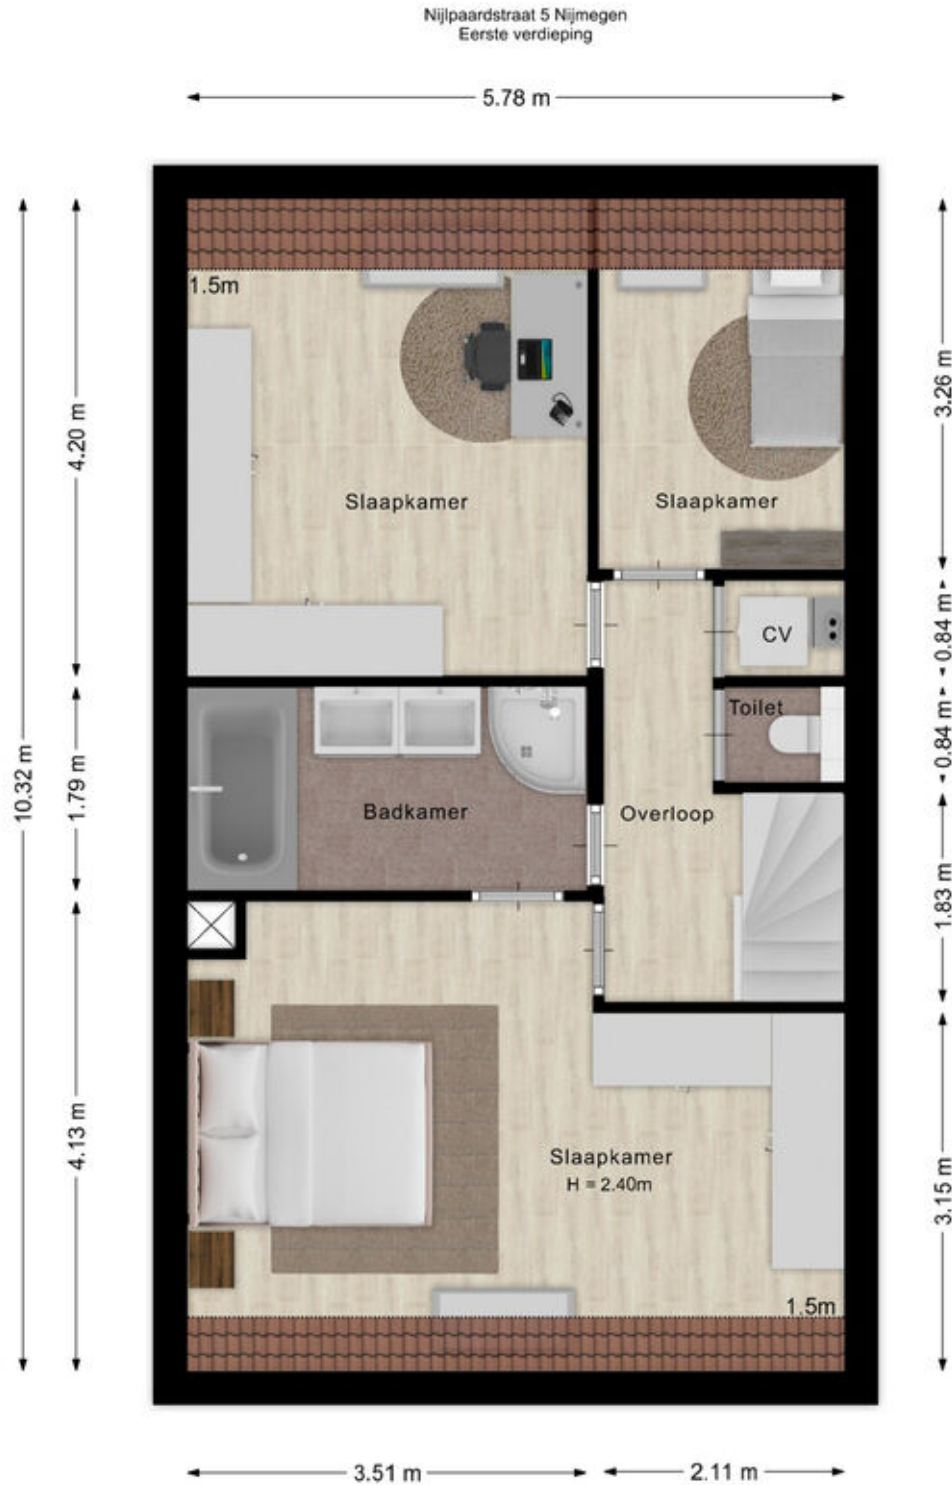 Nijlpaardstraat 5 Nijmegen
Eerste verdieping
5.78 m
1.5m
4.20 m
3.26 m
Slaapkamer
Slaapkamer
0.84 m
CV
Toilet
0.84 m
10.32 m
1.79 m
Badkamer
Overloop
1.83 m
4.13 m
Slaapkamer
H = 2.40m
3.15 m
1.5m
3.51 m
2.11 m